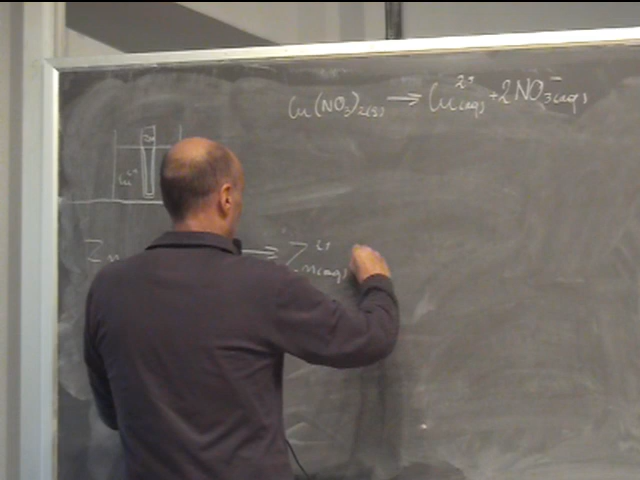 Cu(NO₃)₂(s) → Cu²⁺(aq) + 2NO₃⁻(aq)
Cu²⁺
Zn → Zn²⁺(aq)